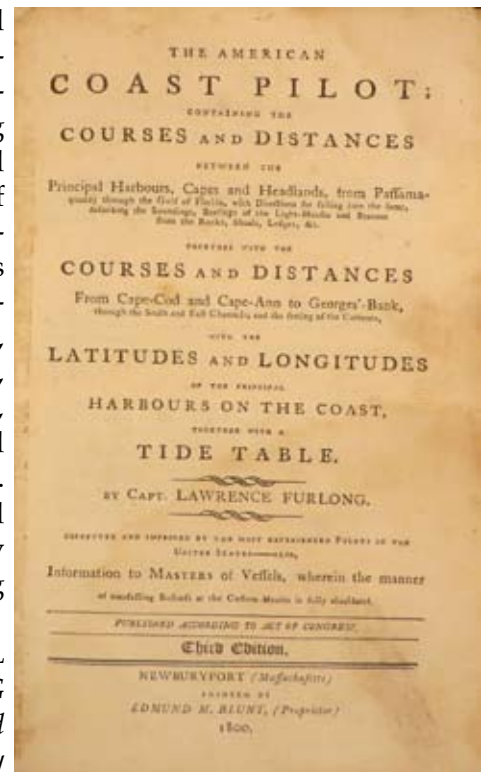 THE AMERICAN
COAST PILOT;
CONTAINING THE
COURSES AND DISTANCES
BETWEEN THE
Principal Harbours, Capes and Headlands, from Paſſama-
quoddy through the Gulf of Florida, with Directions for ſailing into the ſame,
deſcribing the Soundings, Bearings of the Light-Houſes and Beacons
from the Rocks, Shoals, Ledges, &c.
TOGETHER WITH THE
COURSES AND DISTANCES
From Cape-Cod and Cape-Ann to Georges'-Bank,
through the South and Eaſt Channels, and the ſetting of the Currents,
WITH THE
LATITUDES AND LONGITUDES
OF THE PRINCIPAL
HARBOURS ON THE COAST,
TOGETHER WITH A
TIDE TABLE.
BY CAPT. LAWRENCE FURLONG.
CORRECTED AND IMPROVED BY THE MOST EXPERIENCED PILOTS IN THE
UNITED STATES
Information to MASTERS of Veſſels, wherein the manner
of tranſacting Buſineſs at the Cuſtom-Houſes is fully elucidated.
PUBLISHED ACCORDING TO ACT OF CONGRESS.
Third Edition.
NEWBURYPORT (Maſſachuſetts)
PRINTED BY
EDMUND M. BLUNT, (Proprietor)
1800.